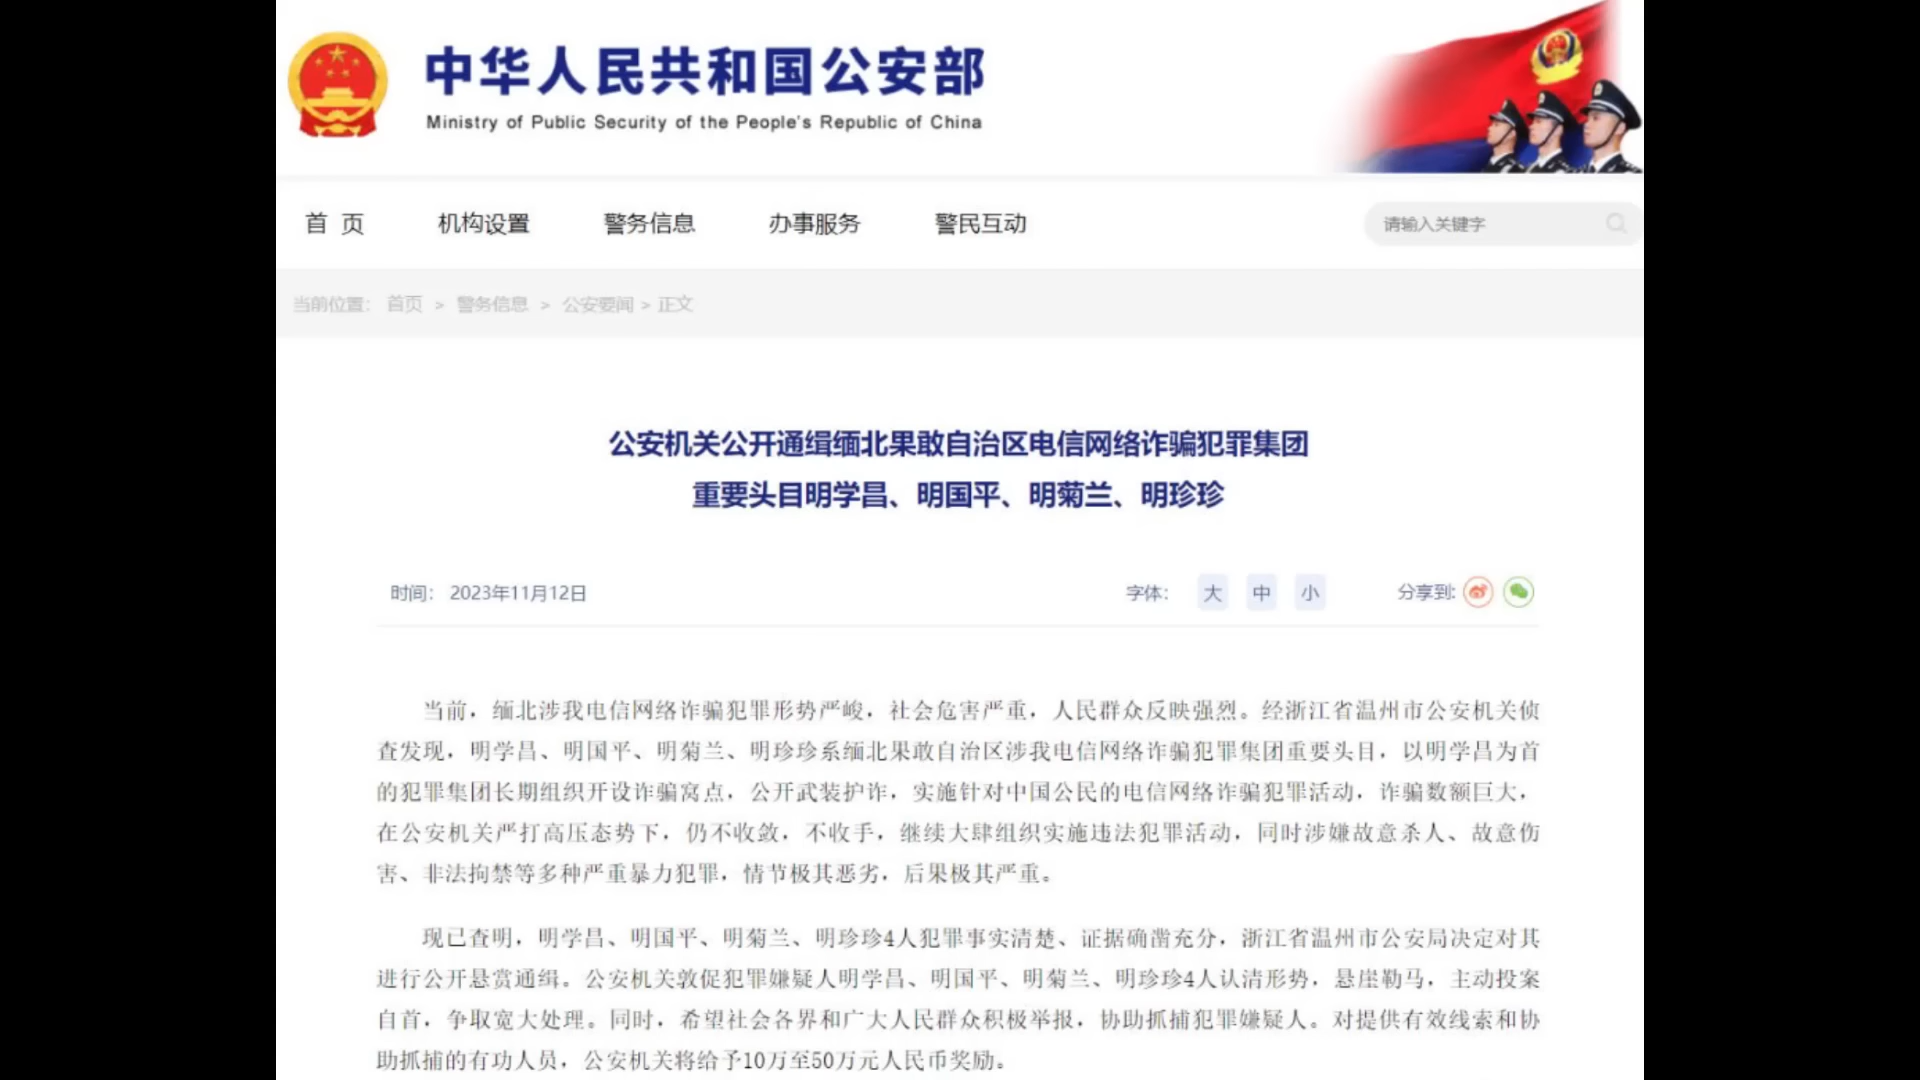 中华人民共和国公安部
Ministry of Public Security of the People's Republic of China
首 页 机构设置 警务信息 办事服务 警民互动 请输入关键字
当前位置： 首页 > 警务信息 > 公安要闻 > 正文
公安机关公开通缉缅北果敢自治区电信网络诈骗犯罪集团
重要头目明学昌、明国平、明菊兰、明珍珍
时间： 2023年11月12日 字体： 大 中 小 分享到:
当前，缅北涉我电信网络诈骗犯罪形势严峻，社会危害严重，人民群众反映强烈。经浙江省温州市公安机关侦
查发现，明学昌、明国平、明菊兰、明珍珍系缅北果敢自治区涉我电信网络诈骗犯罪集团重要头目，以明学昌为首
的犯罪集团长期组织开设诈骗窝点，公开武装护诈，实施针对中国公民的电信网络诈骗犯罪活动，诈骗数额巨大，
在公安机关严打高压态势下，仍不收敛，不收手，继续大肆组织实施违法犯罪活动，同时涉嫌故意杀人、故意伤
害、非法拘禁等多种严重暴力犯罪，情节极其恶劣，后果极其严重。
现已查明，明学昌、明国平、明菊兰、明珍珍4人犯罪事实清楚、证据确凿充分，浙江省温州市公安局决定对其
进行公开悬赏通缉。公安机关敦促犯罪嫌疑人明学昌、明国平、明菊兰、明珍珍4人认清形势，悬崖勒马，主动投案
自首，争取宽大处理。同时，希望社会各界和广大人民群众积极举报，协助抓捕犯罪嫌疑人。对提供有效线索和协
助抓捕的有功人员，公安机关将给予10万至50万元人民币奖励。